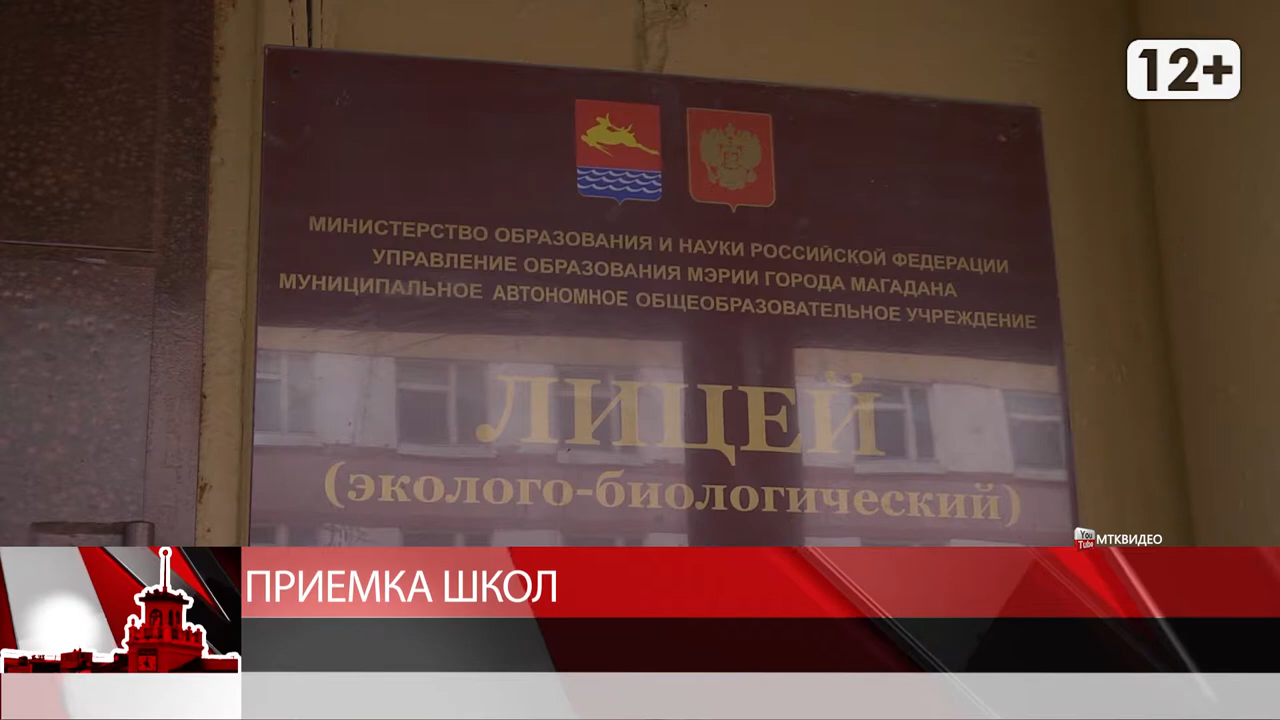 12+
МИНИСТЕРСТВО ОБРАЗОВАНИЯ И НАУКИ РОССИЙСКОЙ ФЕДЕРАЦИИ
УПРАВЛЕНИЕ ОБРАЗОВАНИЯ МЭРИИ ГОРОДА МАГАДАНА
МУНИЦИПАЛЬНОЕ АВТОНОМНОЕ ОБЩЕОБРАЗОВАТЕЛЬНОЕ УЧРЕЖДЕНИЕ
ЛИЦЕЙ
(эколого-биологический)
You Tube МТКВИДЕО
ПРИЕМКА ШКОЛ